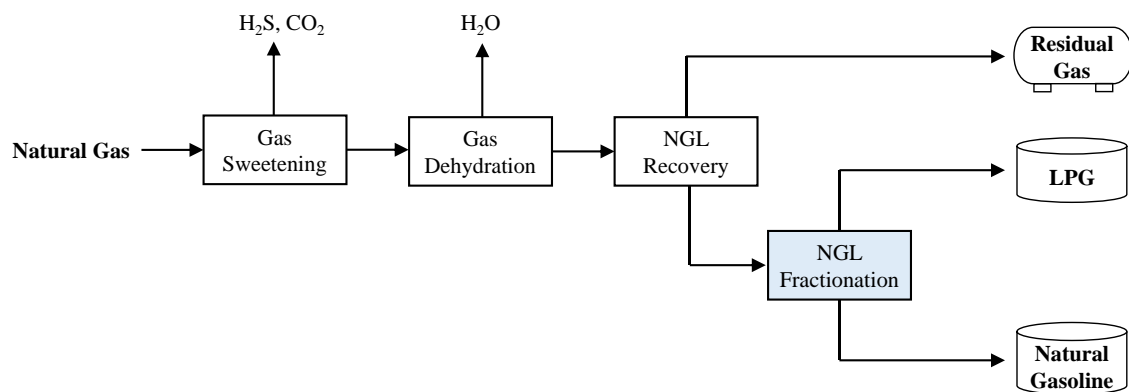 H₂S, CO₂
H₂O
Residual
Gas
Natural Gas
Gas
Sweetening
Gas
Dehydration
NGL
Recovery
LPG
NGL
Fractionation
Natural
Gasoline